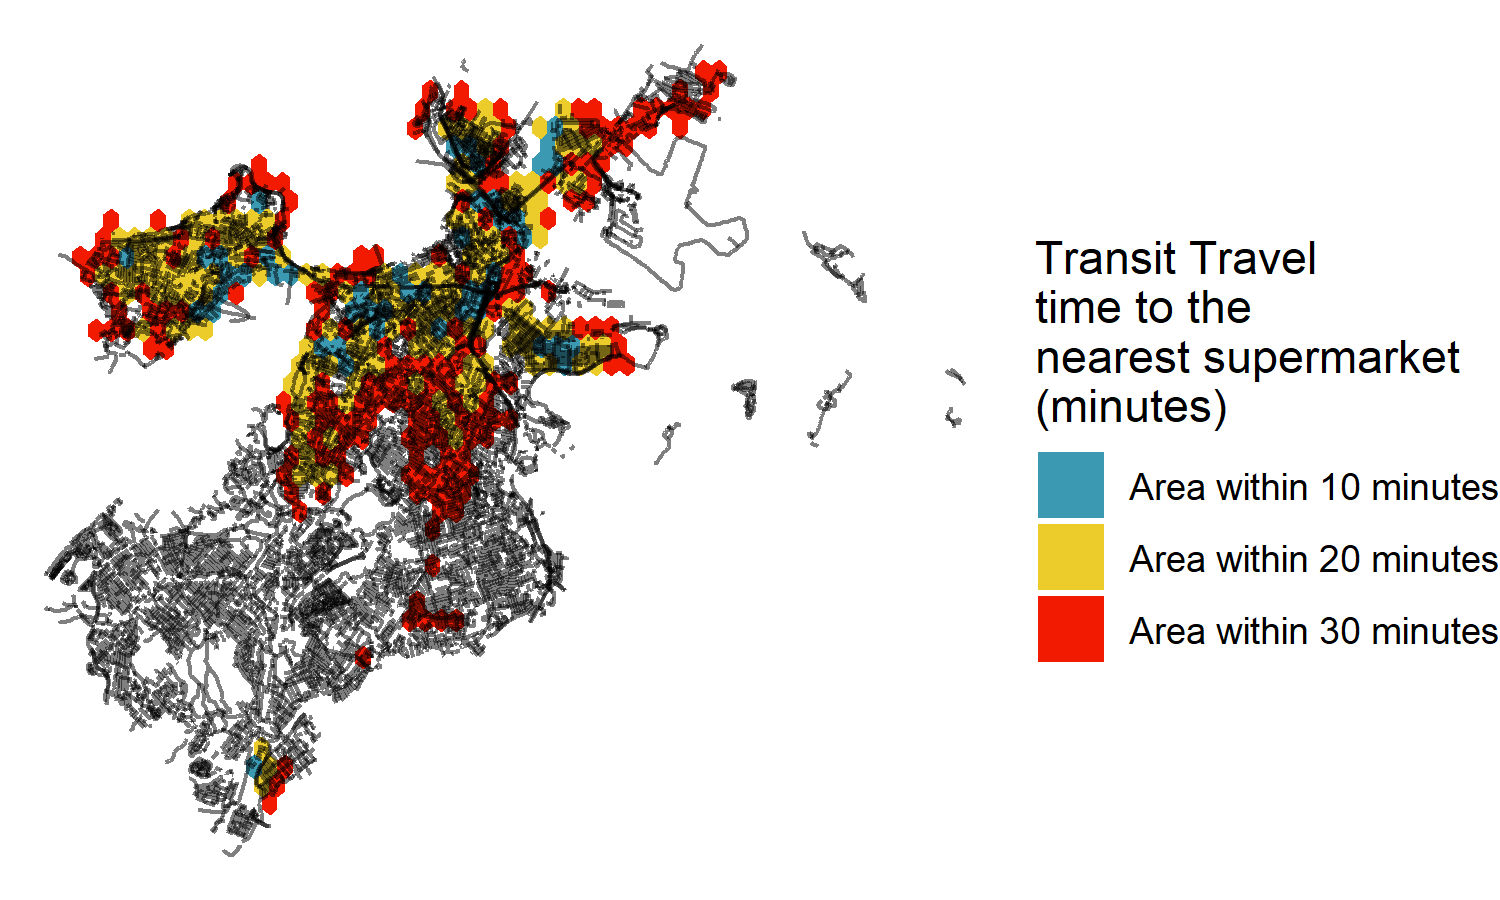 Transit Travel
time to the
nearest supermarket
(minutes)
Area within 10 minutes
Area within 20 minutes
Area within 30 minutes